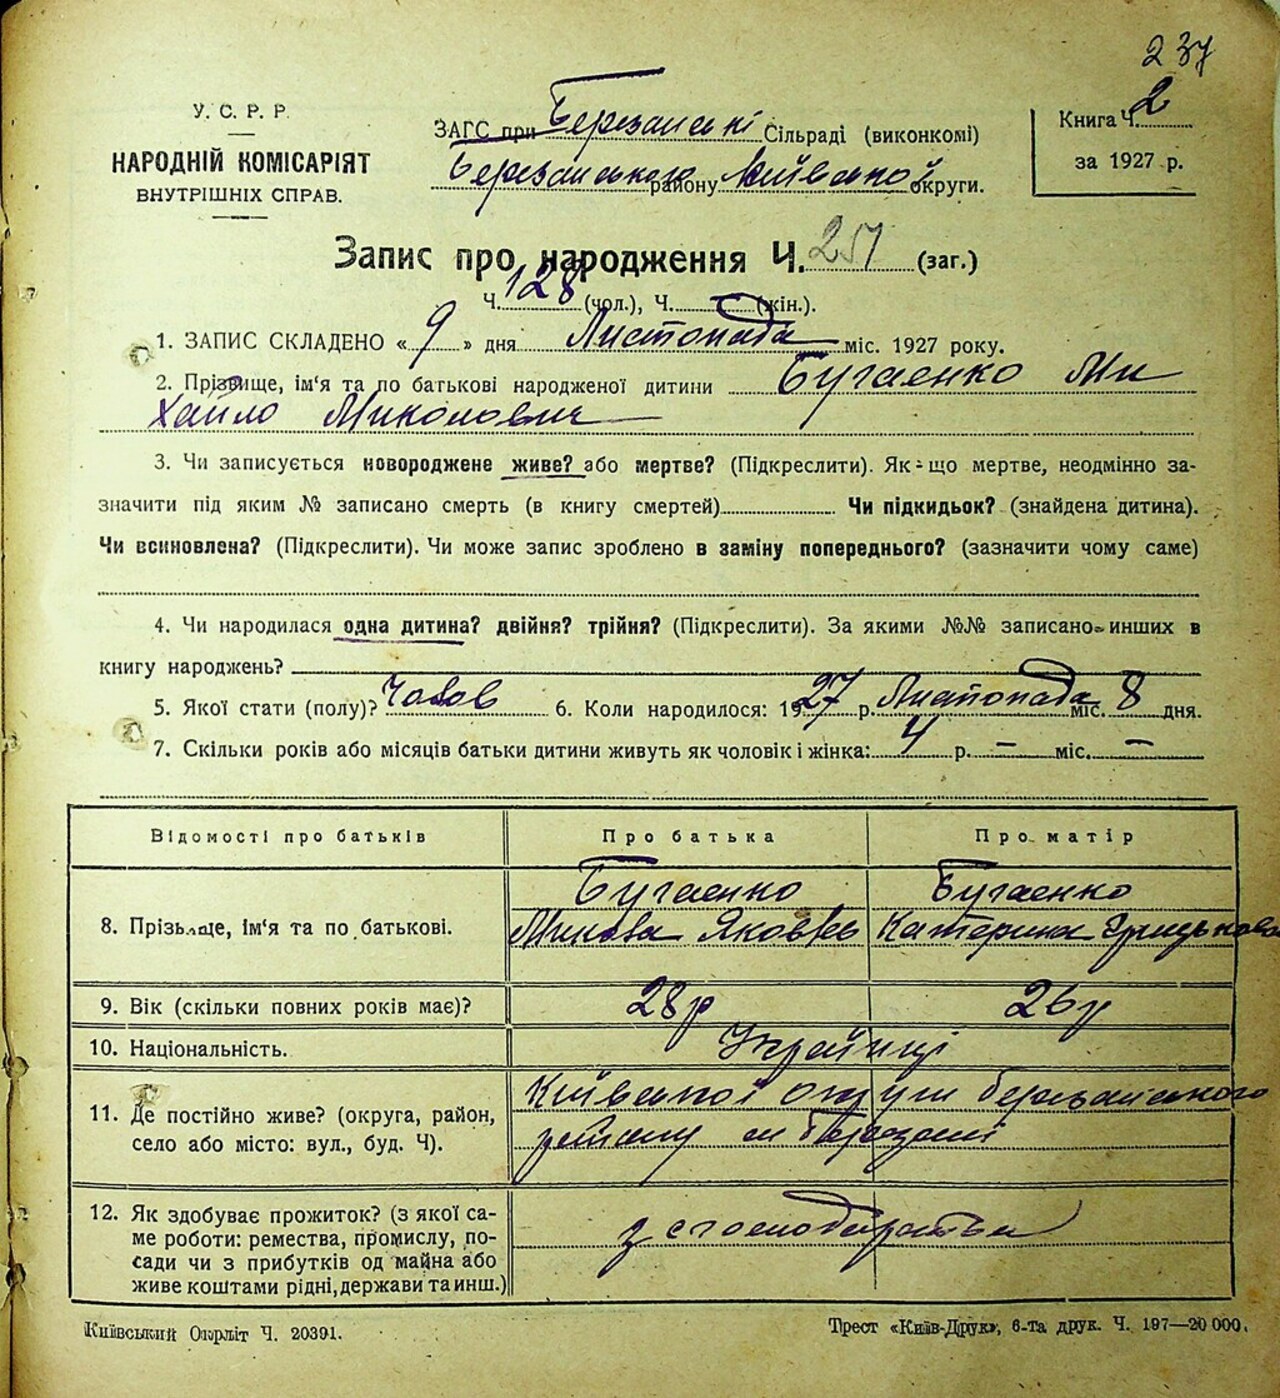 237
У. С. Р. Р.
НАРОДНІЙ КОМІСАРІЯТ
ВНУТРІШНІХ СПРАВ.
ЗАГС при Березанські Сільраді (виконкомі)
Березанського району Київської округи.
Книга Ч. 2
за 1927 р.
Запис про народження Ч. 257 (заг.)
Ч. 128 (чол.), Ч. — (жін.).
1. ЗАПИС СКЛАДЕНО «9» дня Листопада міс. 1927 року.
2. Прізвище, ім'я та по батькові народженої дитини Бугаенко Ми
хайло Миколович
3. Чи записується новороджене живе? або мертве? (Підкреслити). Як-що мертве, неодмінно за-
значити під яким № записано смерть (в книгу смертей) Чи підкидьок? (знайдена дитина).
Чи всиновлена? (Підкреслити). Чи може запис зроблено в заміну попереднього? (зазначити чому саме)
4. Чи народилася одна дитина? двійня? трійня? (Підкреслити). За якими №№ записано инших в
книгу народжень?
5. Якої стати (полу)? Чолов 6. Коли народилося: 1927 р. Листопада міс. 8 дня.
7. Скільки років або місяців батьки дитини живуть як чоловік і жінка: 4 р. — міс. —
Відомості про батьків Про батька Про матір
8. Прізвище, ім'я та по батькові. Бугаенко Бугаенко
Микола Яковлев Катерина Грицькова
9. Вік (скільки повних років має)? 28 р 26 р
10. Національність. Українці
11. Де постійно живе? (округа, район, Київської округи Березанського
село або місто: вул., буд. Ч). району м Березані
12. Як здобуває прожиток? (з якої са-
ме роботи: ремества, промислу, по- з господарства
сади чи з прибутків од майна або
живе коштами рідні, держави та инш.)
Київський Окрліт Ч. 20391.
Трест «Київ-Друк», 6-та друк. Ч. 197—20 000.